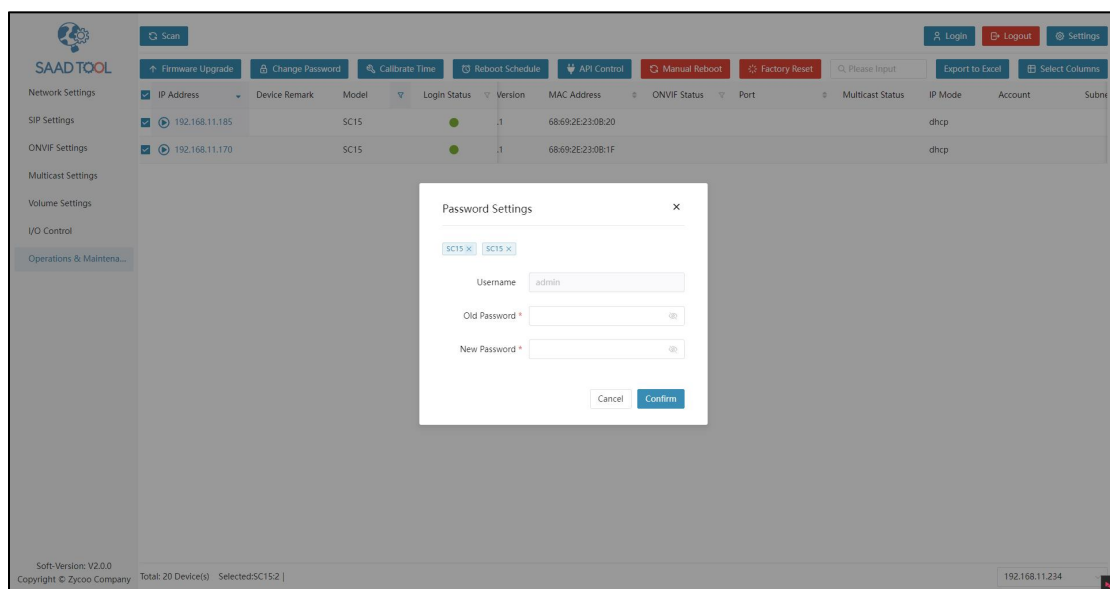 Scan
Login
Logout
Settings
SAAD TOOL
Firmware Upgrade
Change Password
Calibrate Time
Reboot Schedule
API Control
Manual Reboot
Factory Reset
Please Input
Export to Excel
Select Columns
Network Settings
SIP Settings
ONVIF Settings
Multicast Settings
Volume Settings
I/O Control
Operations & Maintena...
IP Address Device Remark Model Login Status Version MAC Address ONVIF Status Port Multicast Status IP Mode Account Subne
192.168.11.185 SC15 .1 68:69:2E:23:0B:20 dhcp
192.168.11.170 SC15 .1 68:69:2E:23:0B:1F dhcp
Password Settings
SC15 × SC15 ×
Username admin
Old Password *
New Password *
Cancel Confirm
Soft-Version: V2.0.0
Copyright © Zycoo Company
Total: 20 Device(s) Selected:SC15:2 |
192.168.11.234